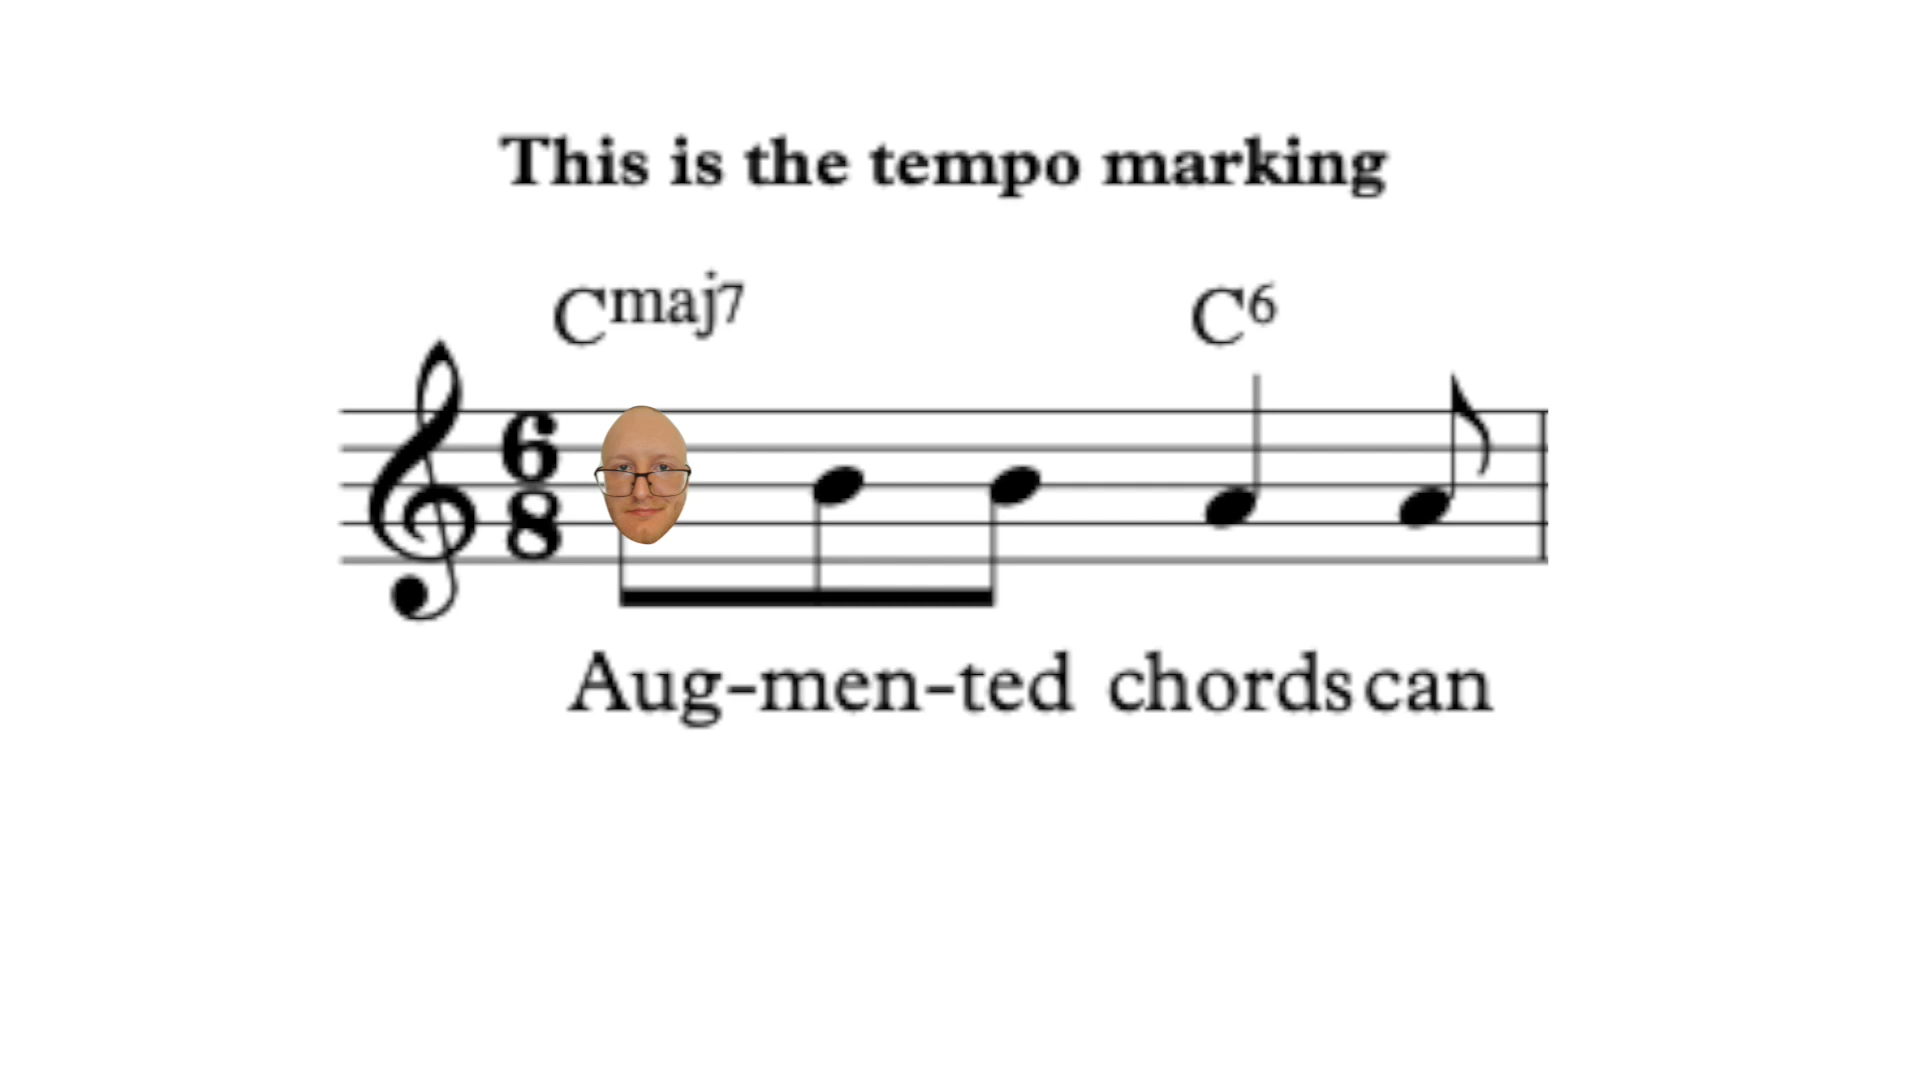 This is the tempo marking
Cmaj7 C6
6
8
Aug-men-ted chords can